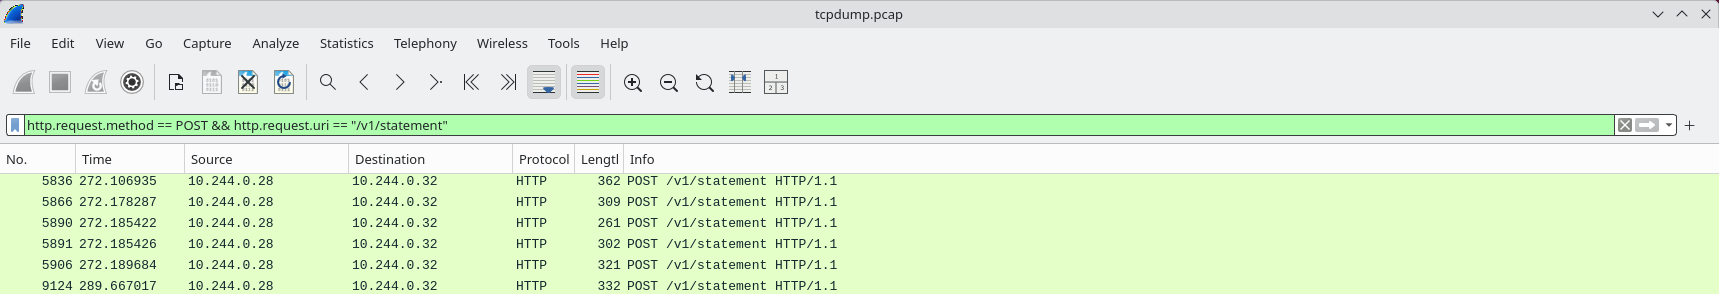 tcpdump.pcap
File Edit View Go Capture Analyze Statistics Telephony Wireless Tools Help
http.request.method == POST && http.request.uri == "/v1/statement"
No. Time Source Destination Protocol Lengtl Info
5836 272.106935 10.244.0.28 10.244.0.32 HTTP 362 POST /v1/statement HTTP/1.1
5866 272.178287 10.244.0.28 10.244.0.32 HTTP 309 POST /v1/statement HTTP/1.1
5890 272.185422 10.244.0.28 10.244.0.32 HTTP 261 POST /v1/statement HTTP/1.1
5891 272.185426 10.244.0.28 10.244.0.32 HTTP 302 POST /v1/statement HTTP/1.1
5906 272.189684 10.244.0.28 10.244.0.32 HTTP 321 POST /v1/statement HTTP/1.1
9124 289.667017 10.244.0.28 10.244.0.32 HTTP 332 POST /v1/statement HTTP/1.1